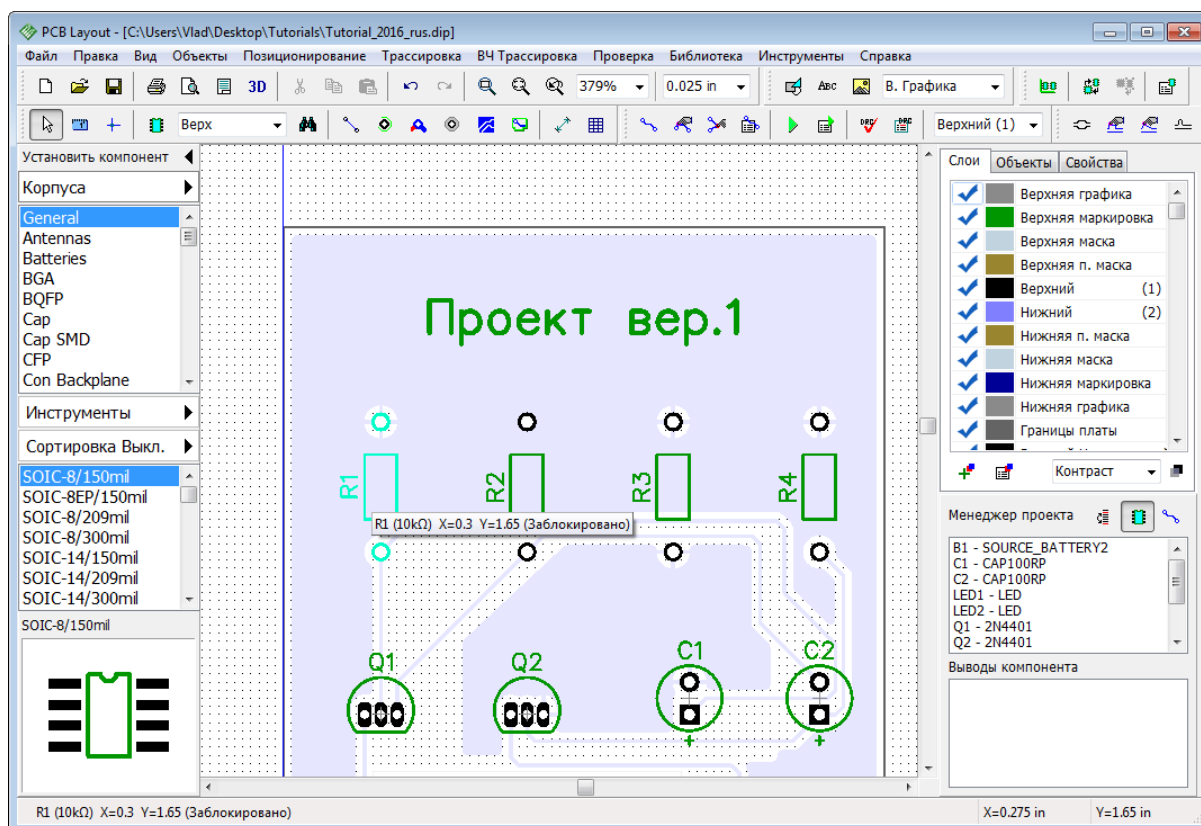 PCB Layout - [C:\Users\Vlad\Desktop\Tutorials\Tutorial_2016_rus.dip]
Файл Правка Вид Объекты Позиционирование Трассировка ВЧ Трассировка Проверка Библиотека Инструменты Справка
3D 379% 0.025 in ABC В. Графика
Верх DRC DRC Верхний (1)
Установить компонент
Корпуса
General
Antennas
Batteries
BGA
BQFP
Cap
Cap SMD
CFP
Con Backplane
Инструменты
Сортировка Выкл.
SOIC-8/150mil
SOIC-8EP/150mil
SOIC-8/209mil
SOIC-8/300mil
SOIC-14/150mil
SOIC-14/209mil
SOIC-14/300mil
SOIC-8/150mil
Проект вер.1
R1 R2 R3 R4
R1 (10kΩ) X=0.3 Y=1.65 (Заблокировано)
Q1 Q2 C1 C2
+ +
Слои Объекты Свойства
Верхняя графика
Верхняя маркировка
Верхняя маска
Верхняя п. маска
Верхний (1)
Нижний (2)
Нижняя п. маска
Нижняя маска
Нижняя маркировка
Нижняя графика
Границы платы
Контраст
Менеджер проекта
B1 - SOURCE_BATTERY2
C1 - CAP100RP
C2 - CAP100RP
LED1 - LED
LED2 - LED
Q1 - 2N4401
Q2 - 2N4401
Выводы компонента
R1 (10kΩ) X=0.3 Y=1.65 (Заблокировано) X=0.275 in Y=1.65 in